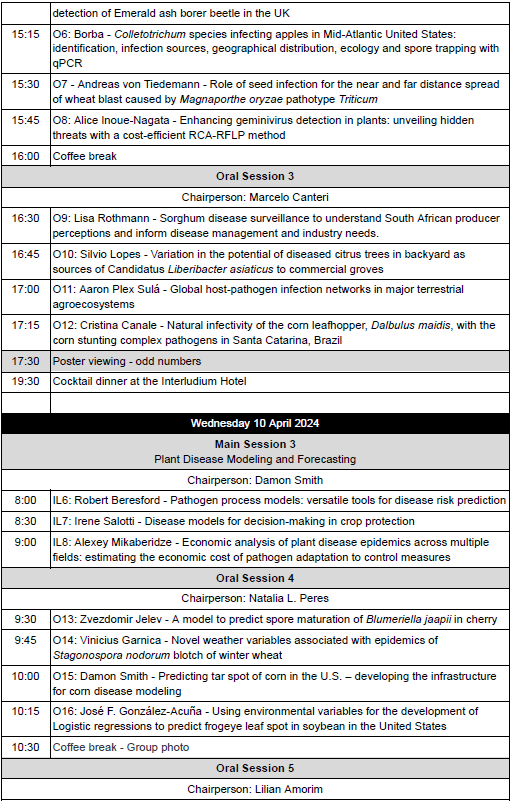 detection of Emerald ash borer beetle in the UK
15:15 O6: Borba - Colletotrichum species infecting apples in Mid-Atlantic United States:
identification, infection sources, geographical distribution, ecology and spore trapping with
qPCR
15:30 O7 - Andreas von Tiedemann - Role of seed infection for the near and far distance spread
of wheat blast caused by Magnaporthe oryzae pathotype Triticum
15:45 O8: Alice Inoue-Nagata - Enhancing geminivirus detection in plants: unveiling hidden
threats with a cost-efficient RCA-RFLP method
16:00 Coffee break
Oral Session 3
Chairperson: Marcelo Canteri
16:30 O9: Lisa Rothmann - Sorghum disease surveillance to understand South African producer
perceptions and inform disease management and industry needs.
16:45 O10: Silvio Lopes - Variation in the potential of diseased citrus trees in backyard as
sources of Candidatus Liberibacter asiaticus to commercial groves
17:00 O11: Aaron Plex Sulá - Global host-pathogen infection networks in major terrestrial
agroecosystems
17:15 O12: Cristina Canale - Natural infectivity of the corn leafhopper, Dalbulus maidis, with the
corn stunting complex pathogens in Santa Catarina, Brazil
17:30 Poster viewing - odd numbers
19:30 Cocktail dinner at the Interludium Hotel
Wednesday 10 April 2024
Main Session 3
Plant Disease Modeling and Forecasting
Chairperson: Damon Smith
8:00 IL6: Robert Beresford - Pathogen process models: versatile tools for disease risk prediction
8:30 IL7: Irene Salotti - Disease models for decision-making in crop protection
9:00 IL8: Alexey Mikaberidze - Economic analysis of plant disease epidemics across multiple
fields: estimating the economic cost of pathogen adaptation to control measures
Oral Session 4
Chairperson: Natalia L. Peres
9:30 O13: Zvezdomir Jelev - A model to predict spore maturation of Blumeriella jaapii in cherry
9:45 O14: Vinicius Garnica - Novel weather variables associated with epidemics of
Stagonospora nodorum blotch of winter wheat
10:00 O15: Damon Smith - Predicting tar spot of corn in the U.S. – developing the infrastructure
for corn disease modeling
10:15 O16: José F. González-Acuña - Using environmental variables for the development of
Logistic regressions to predict frogeye leaf spot in soybean in the United States
10:30 Coffee break - Group photo
Oral Session 5
Chairperson: Lilian Amorim